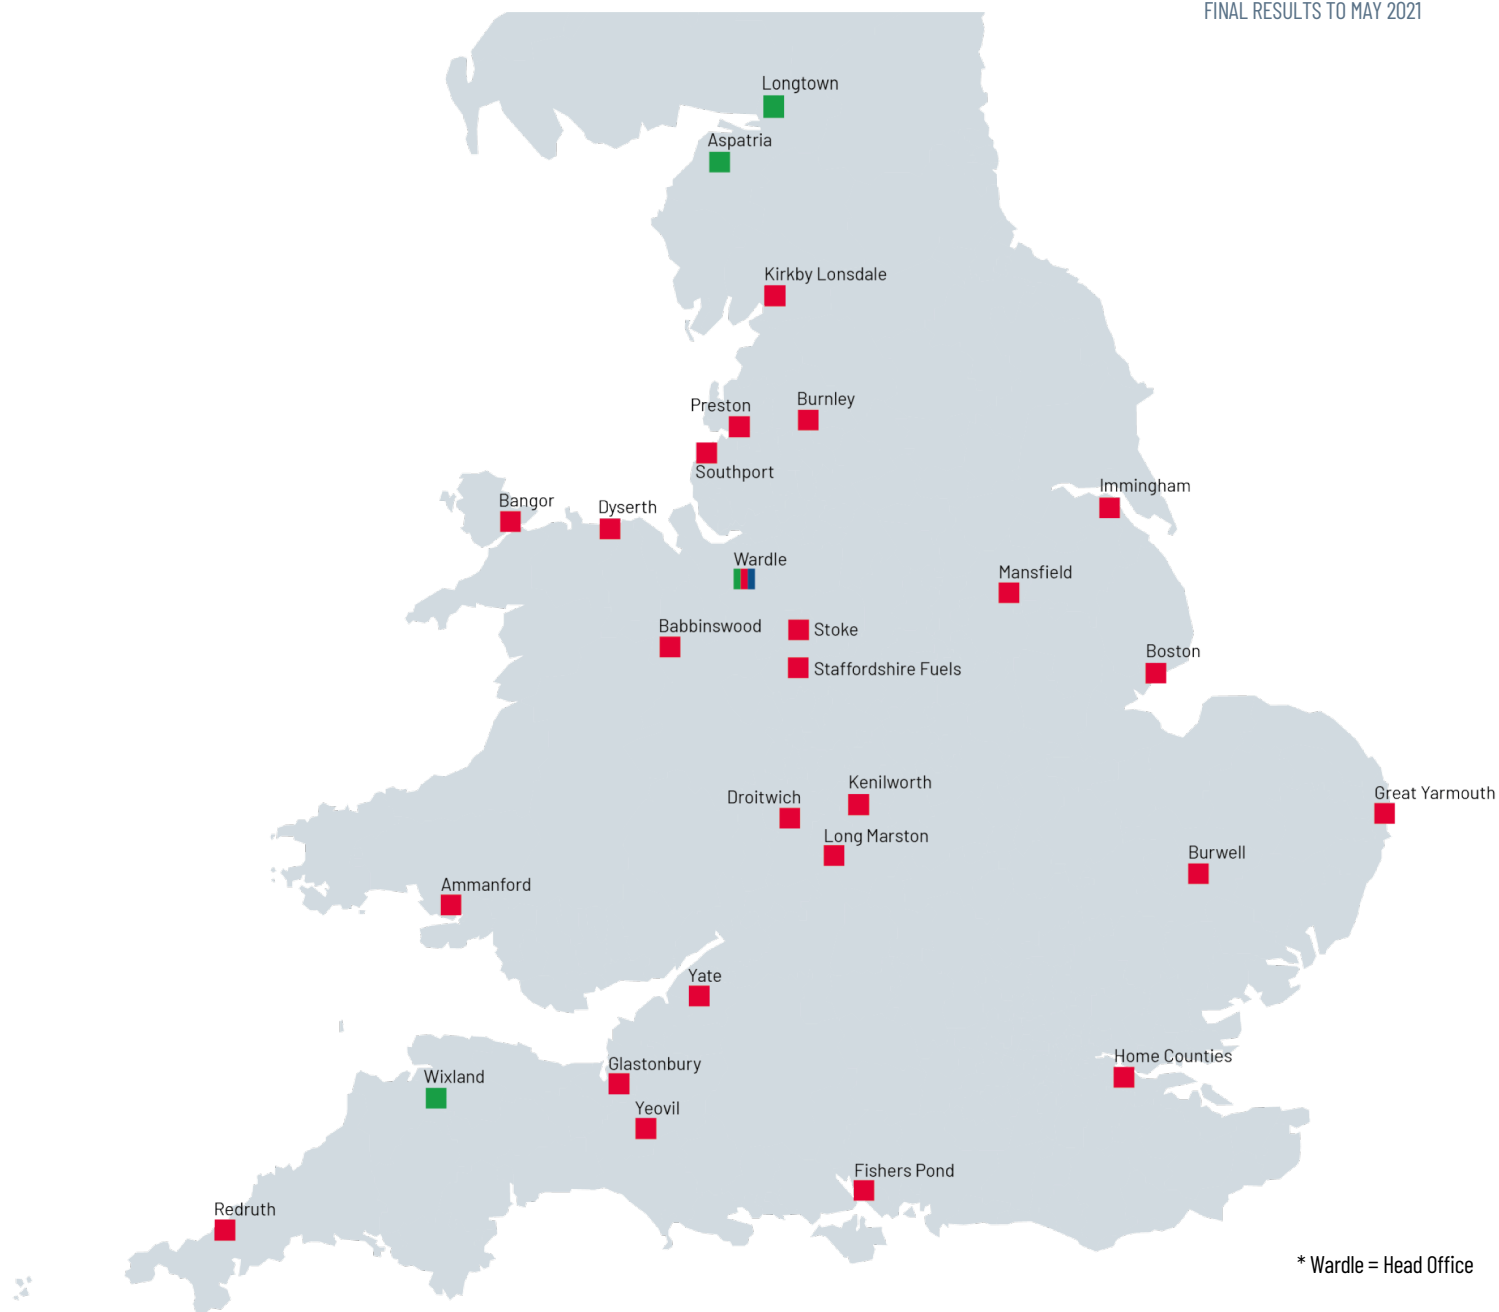 FINAL RESULTS TO MAY 2021
Longtown
Aspatria
Kirkby Lonsdale
Preston
Burnley
Southport
Bangor
Dyserth
Immingham
Wardle
Mansfield
Babbinswood
Stoke
Staffordshire Fuels
Boston
Kenilworth
Droitwich
Great Yarmouth
Long Marston
Burwell
Ammanford
Yate
Home Counties
Glastonbury
Wixland
Yeovil
Fishers Pond
Redruth
* Wardle = Head Office